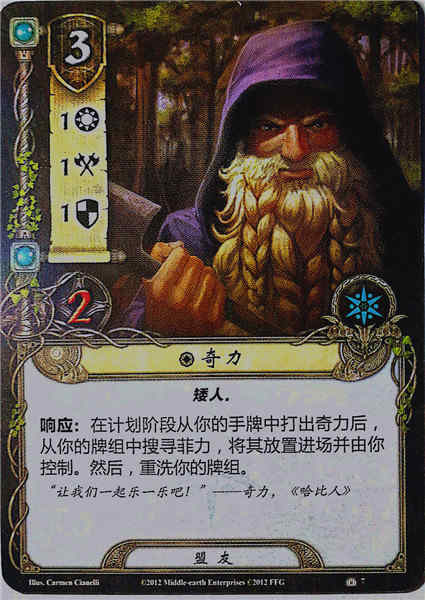 3
1
1
1
2
奇力
矮人.
响应：在计划阶段从你的手牌中打出奇力后，
从你的牌组中搜寻菲力，将其放置进场并由你
控制。然后，重洗你的牌组。
“让我们一起乐一乐吧！”——奇力，《哈比人》
盟友
Illus. Carmen Cianelli ©2012 Middle-earth Enterprises ©2012 FFG 7